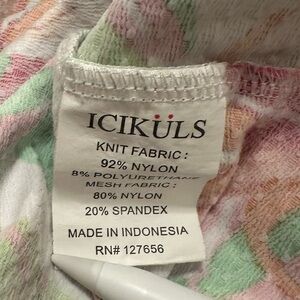 ICIKÜLS
KNIT FABRIC :
92% NYLON
8% POLYURETHANE
MESH FABRIC :
80% NYLON
20% SPANDEX
MADE IN INDONESIA
RN# 127656